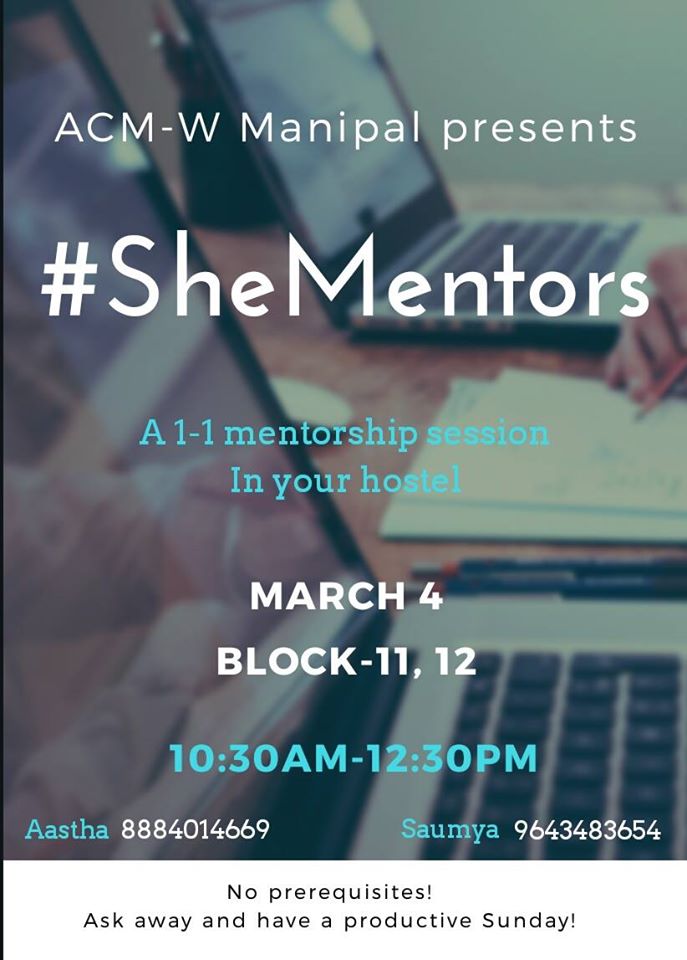 ACM-W Manipal presents
#SheMentors
A 1-1 mentorship session
In your hostel
MARCH 4
BLOCK-11, 12
10:30AM-12:30PM
Aastha 8884014669 Saumya 9643483654
No prerequisites!
Ask away and have a productive Sunday!